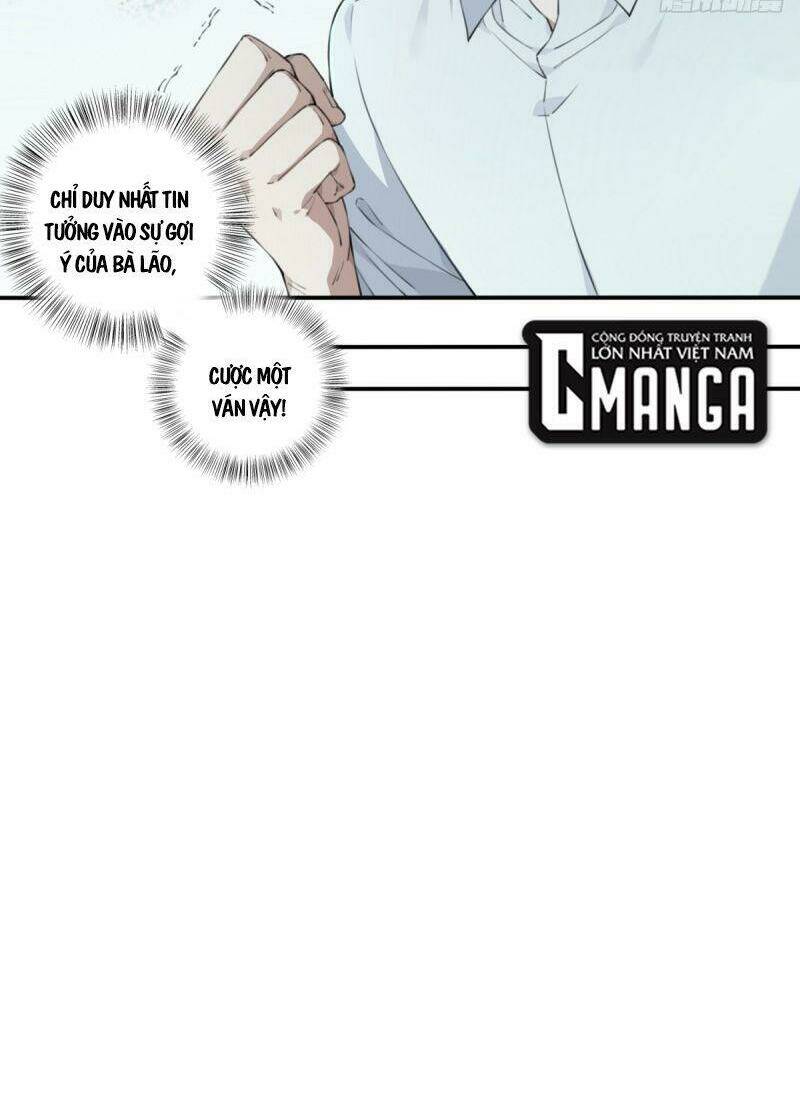 CHỈ DUY NHẤT TIN
TƯỞNG VÀO SỰ GỢI
Ý CỦA BÀ LÃO,
CƯỢC MỘT
VÁN VẬY!
CỘNG ĐỒNG TRUYỆN TRANH
LỚN NHẤT VIỆT NAM
CMANGA